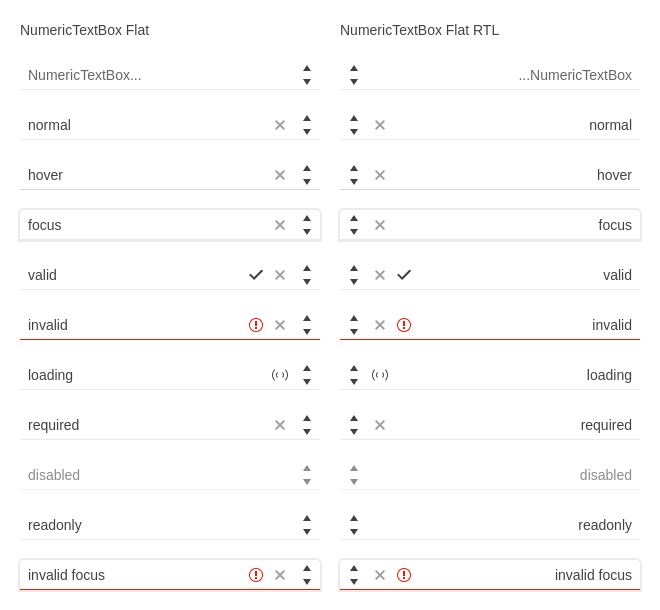 NumericTextBox Flat
NumericTextBox...
normal
hover
focus
valid
invalid
loading
required
disabled
readonly
invalid focus
NumericTextBox Flat RTL
...NumericTextBox
normal
hover
focus
valid
invalid
loading
required
disabled
readonly
invalid focus